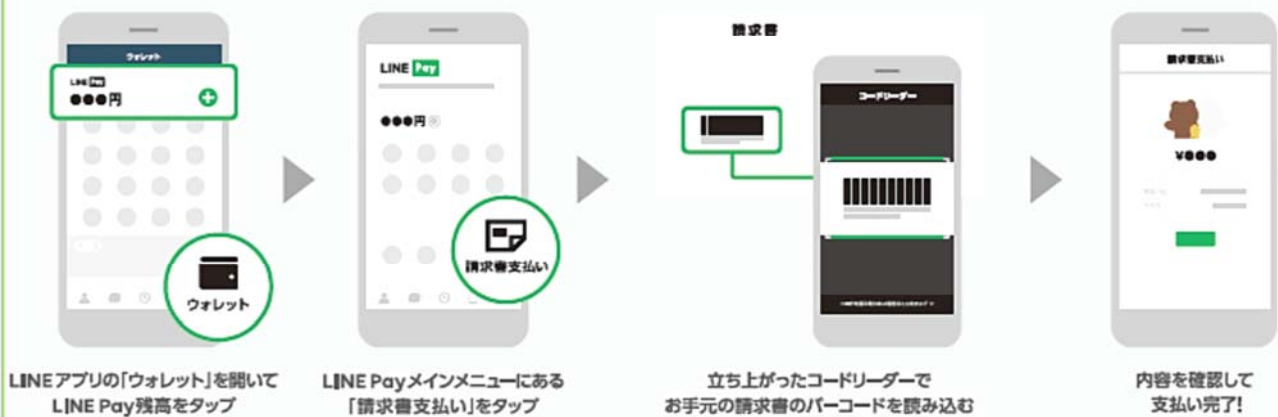 ウォレット
LINE Pay
●●●円
ウォレット
LINEアプリの「ウォレット」を開いて
LINE Pay残高をタップ
LINE Pay
●●●円
請求書支払い
LINE Payメインメニューにある
「請求書支払い」をタップ
請求書
コードリーダー
立ち上がったコードリーダーで
お手元の請求書のバーコードを読み込む
請求書支払い
¥●●●
内容を確認して
支払い完了!